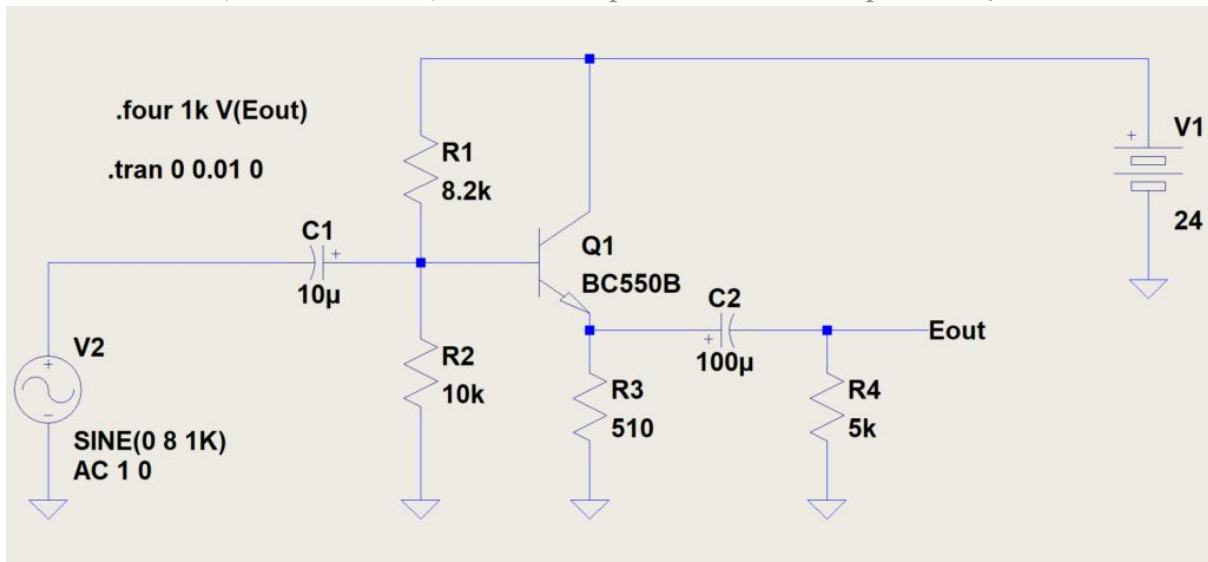 .four 1k V(Eout)
.tran 0 0.01 0
R1
8.2k
V1
24
C1
10µ
Q1
BC550B
C2
100µ
Eout
V2
SINE(0 8 1K)
AC 1 0
R2
10k
R3
510
R4
5k